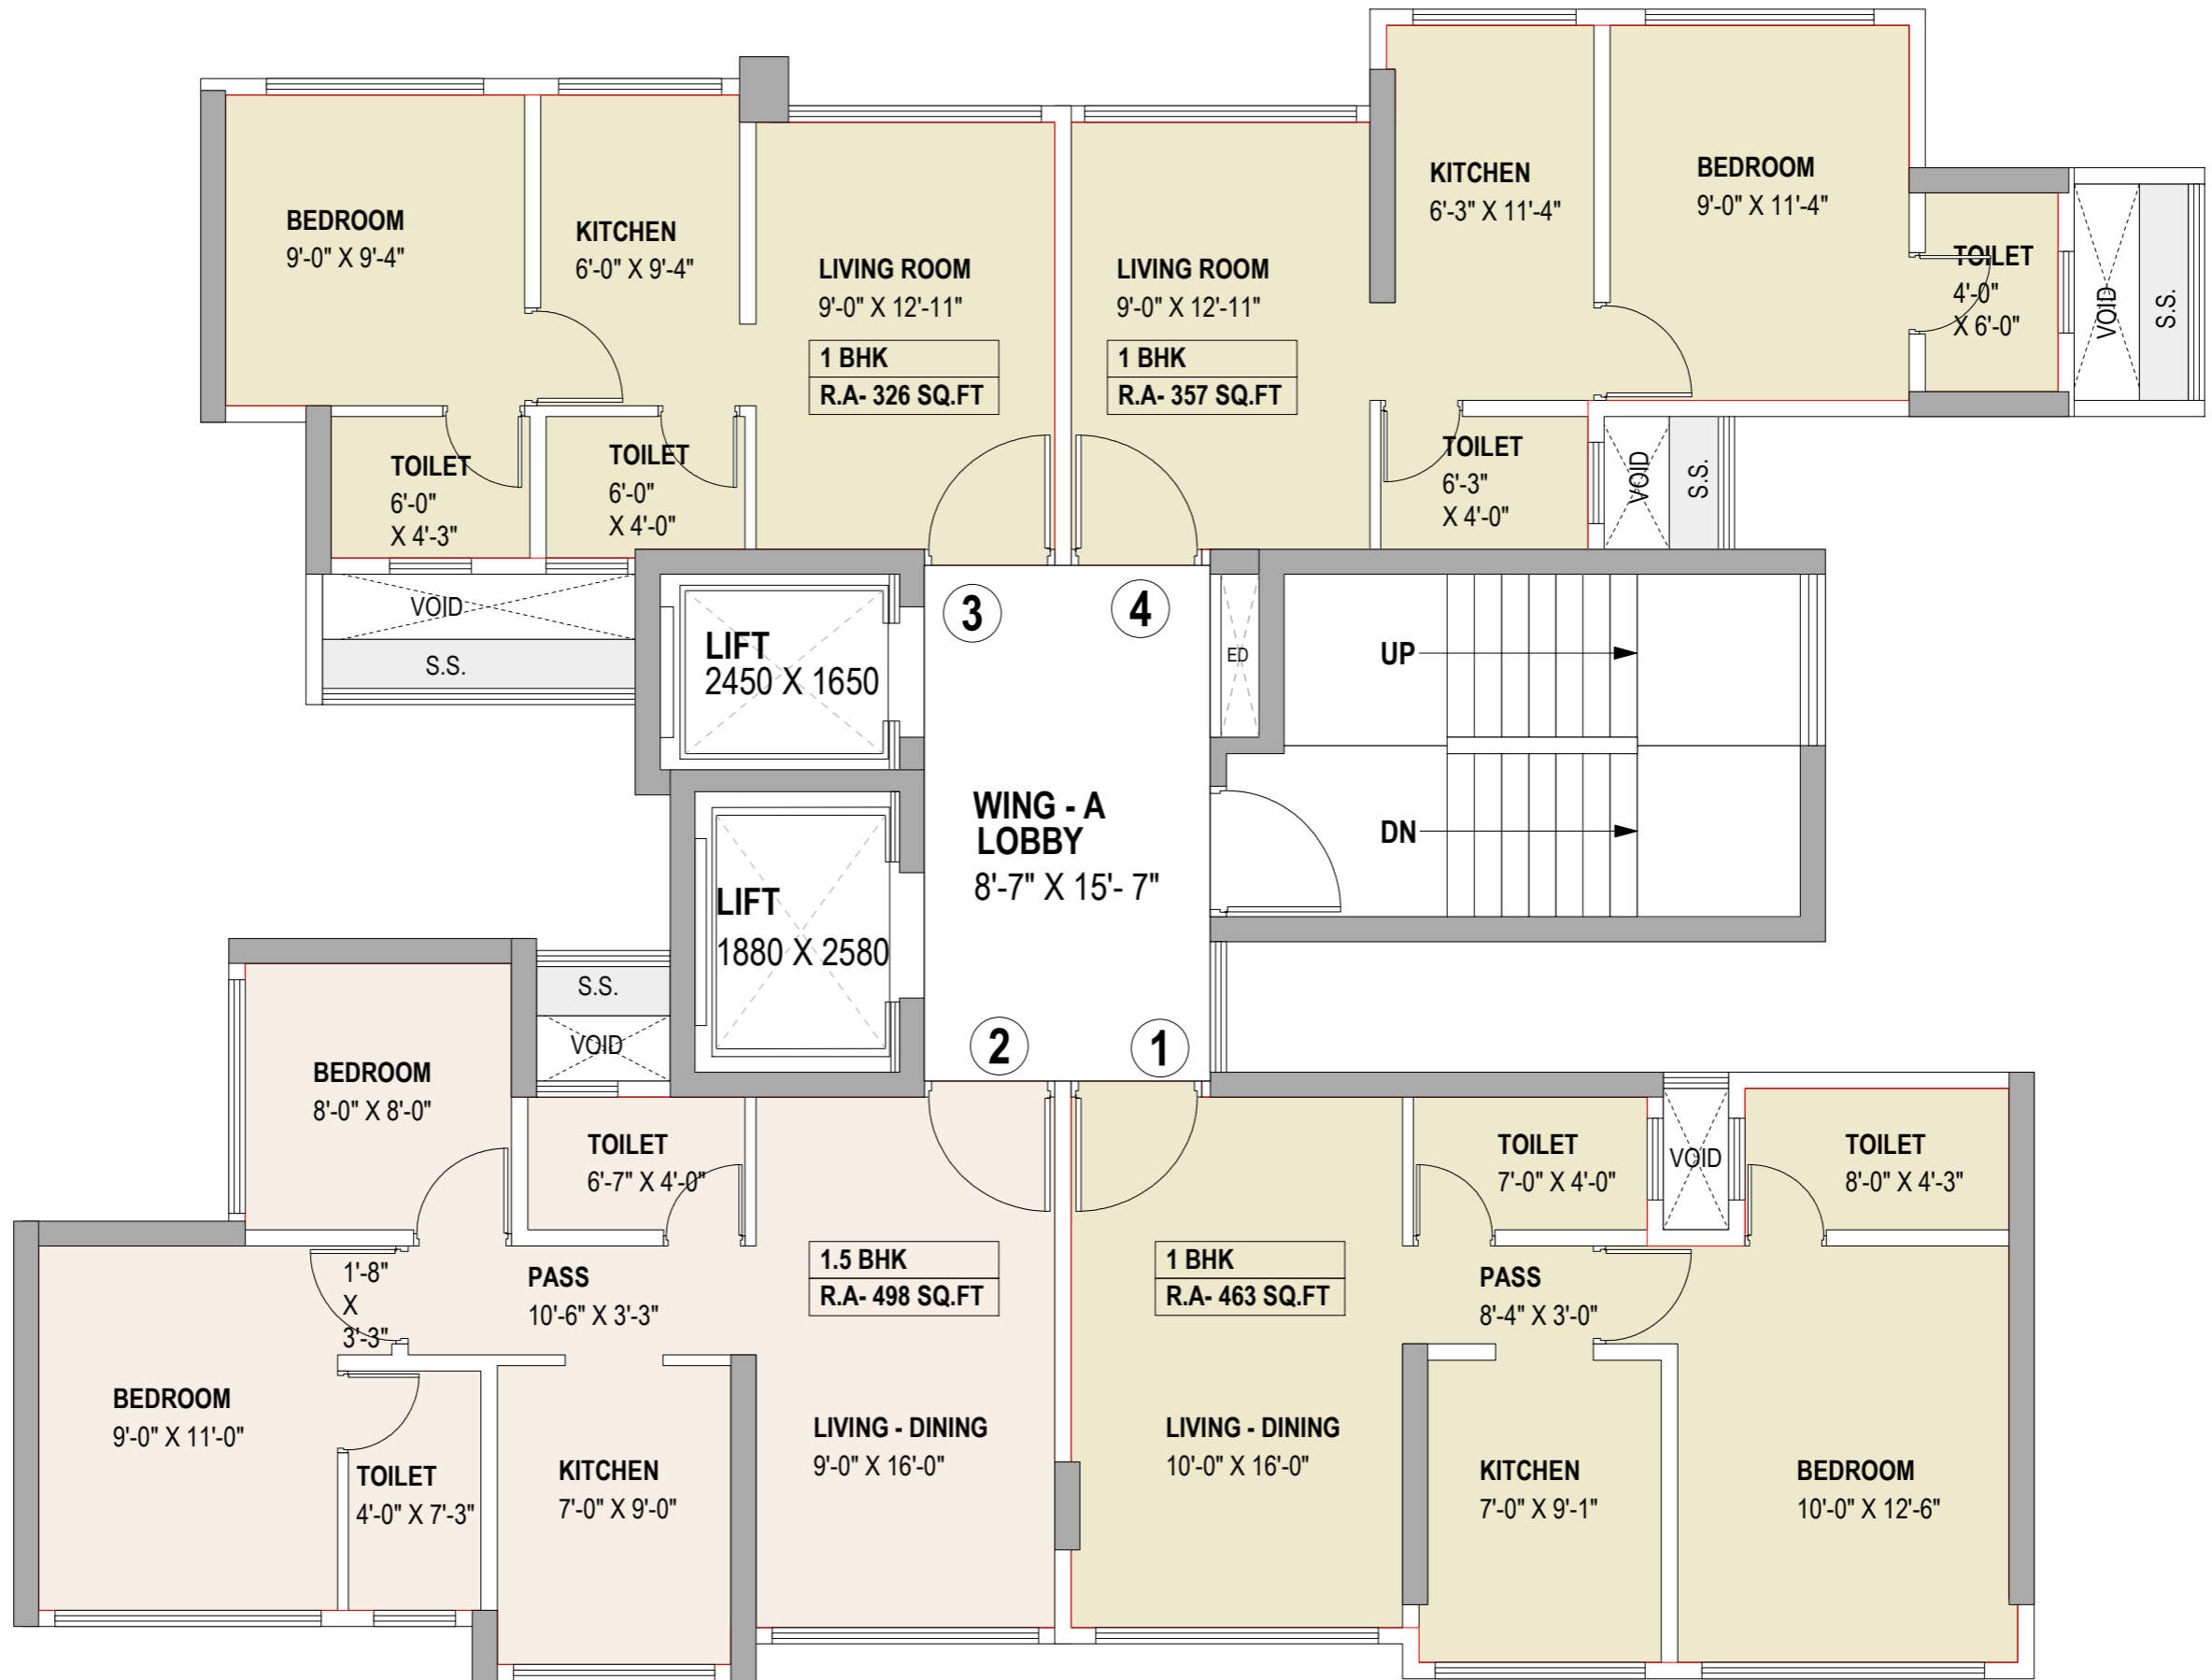 BEDROOM
9'-0" X 9'-4"
KITCHEN
6'-0" X 9'-4"
LIVING ROOM
9'-0" X 12'-11"
1 BHK
R.A- 326 SQ.FT
TOILET
6'-0"
X 4'-3"
TOILET
6'-0"
X 4'-0"
VOID
S.S.
LIVING ROOM
9'-0" X 12'-11"
1 BHK
R.A- 357 SQ.FT
KITCHEN
6'-3" X 11'-4"
BEDROOM
9'-0" X 11'-4"
TOILET
4'-0"
X 6'-0"
VOID
S.S.
TOILET
6'-3"
X 4'-0"
VOID
S.S.
3
4
LIFT
2450 X 1650
ED
UP
DN
WING - A
LOBBY
8'-7" X 15'- 7"
LIFT
1880 X 2580
2
1
S.S.
VOID
BEDROOM
8'-0" X 8'-0"
TOILET
6'-7" X 4'-0"
1'-8"
X
3'-3"
PASS
10'-6" X 3'-3"
1.5 BHK
R.A- 498 SQ.FT
BEDROOM
9'-0" X 11'-0"
TOILET
4'-0" X 7'-3"
KITCHEN
7'-0" X 9'-0"
LIVING - DINING
9'-0" X 16'-0"
1 BHK
R.A- 463 SQ.FT
LIVING - DINING
10'-0" X 16'-0"
TOILET
7'-0" X 4'-0"
VOID
TOILET
8'-0" X 4'-3"
PASS
8'-4" X 3'-0"
KITCHEN
7'-0" X 9'-1"
BEDROOM
10'-0" X 12'-6"